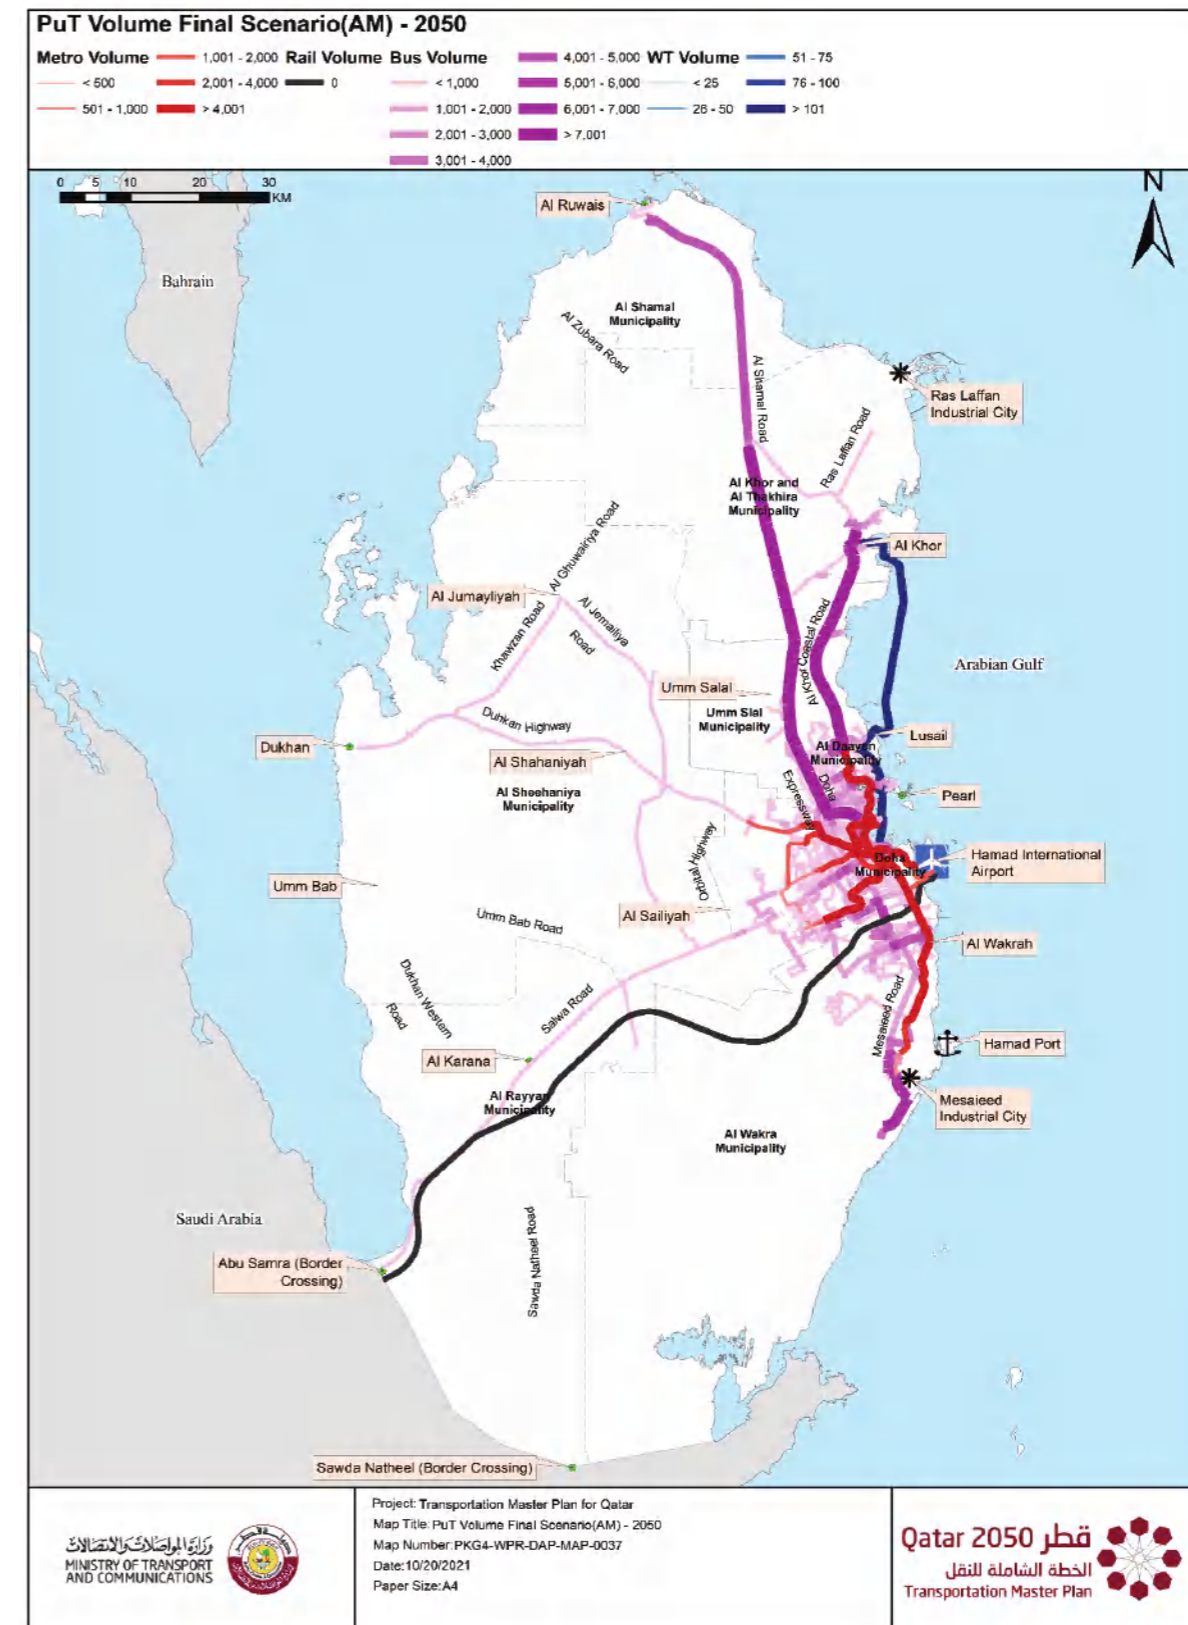 PuT Volume Final Scenario(AM) - 2050
Metro Volume
< 500
501 - 1,000
1,001 - 2,000
2,001 - 4,000
> 4,001
Rail Volume
0
Bus Volume
< 1,000
1,001 - 2,000
2,001 - 3,000
3,001 - 4,000
4,001 - 5,000
5,001 - 6,000
6,001 - 7,000
> 7,001
WT Volume
< 25
26 - 50
51 - 75
76 - 100
> 101
0 5 10 20 30
KM
N
Al Ruwais
Bahrain
Al Shamal
Municipality
Al Zubara Road
Al Shamal Road
Ras Laffan
Industrial City
Ras Laffan Road
Al Khor and
Al Thakhira
Municipality
Al Khor
Al Ghuwairiya Road
Al Jumayliyah
Al Jemailiya
Road
Khawzan Road
Al Khor Coastal Road
Arabian Gulf
Umm Salal
Umm Slal
Municipality
Duhkan Highway
Lusail
Dukhan
Al Daayen
Municipality
Al Shahaniyah
Al Sheehaniya
Municipality
Doha
Expressway
Pearl
Orbital Highway
Doha
Municipality
Hamad International
Airport
Umm Bab
Al Sailiyah
Umm Bab Road
Al Wakrah
Dukhan Western
Road
Salwa Road
Mesaieed Road
Hamad Port
Al Karana
Al Rayyan
Municipality
Mesaieed
Industrial City
Al Wakra
Municipality
Saudi Arabia
Sawda Natheel Road
Abu Samra (Border
Crossing)
Sawda Natheel (Border Crossing)
وزارة المواصلات والاتصالات
MINISTRY OF TRANSPORT
AND COMMUNICATIONS
Project: Transportation Master Plan for Qatar
Map Title: PuT Volume Final Scenario(AM) - 2050
Map Number: PKG4-WPR-DAP-MAP-0037
Date:10/20/2021
Paper Size:A4
Qatar 2050 قطر
الخطة الشاملة للنقل
Transportation Master Plan